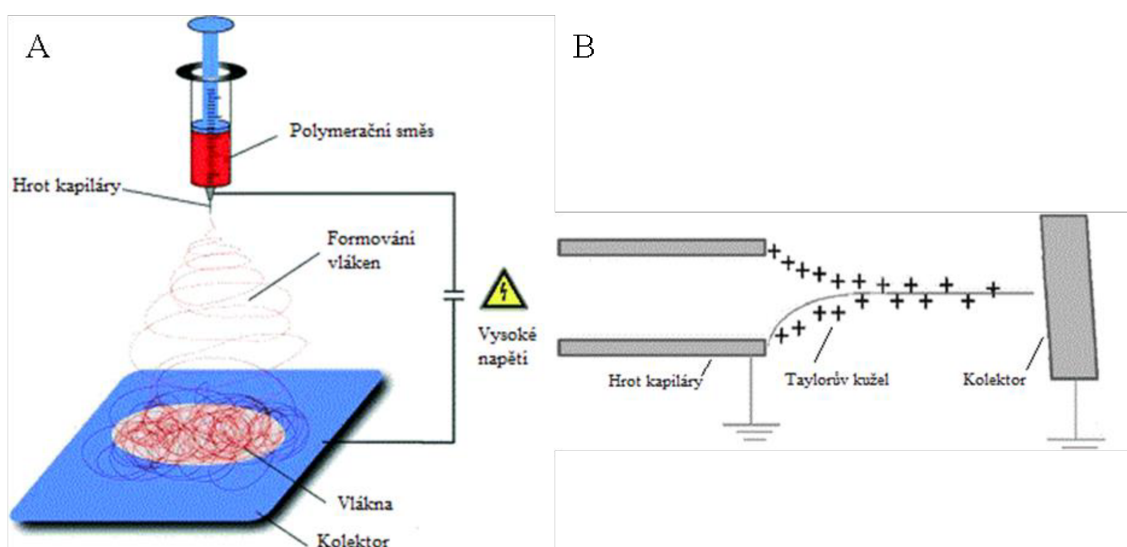 A
Polymerační směs
Hrot kapiláry
Formování
vláken
Vysoké
napětí
Vlákna
Kolektor
B
Hrot kapiláry
Taylorův kužel
Kolektor